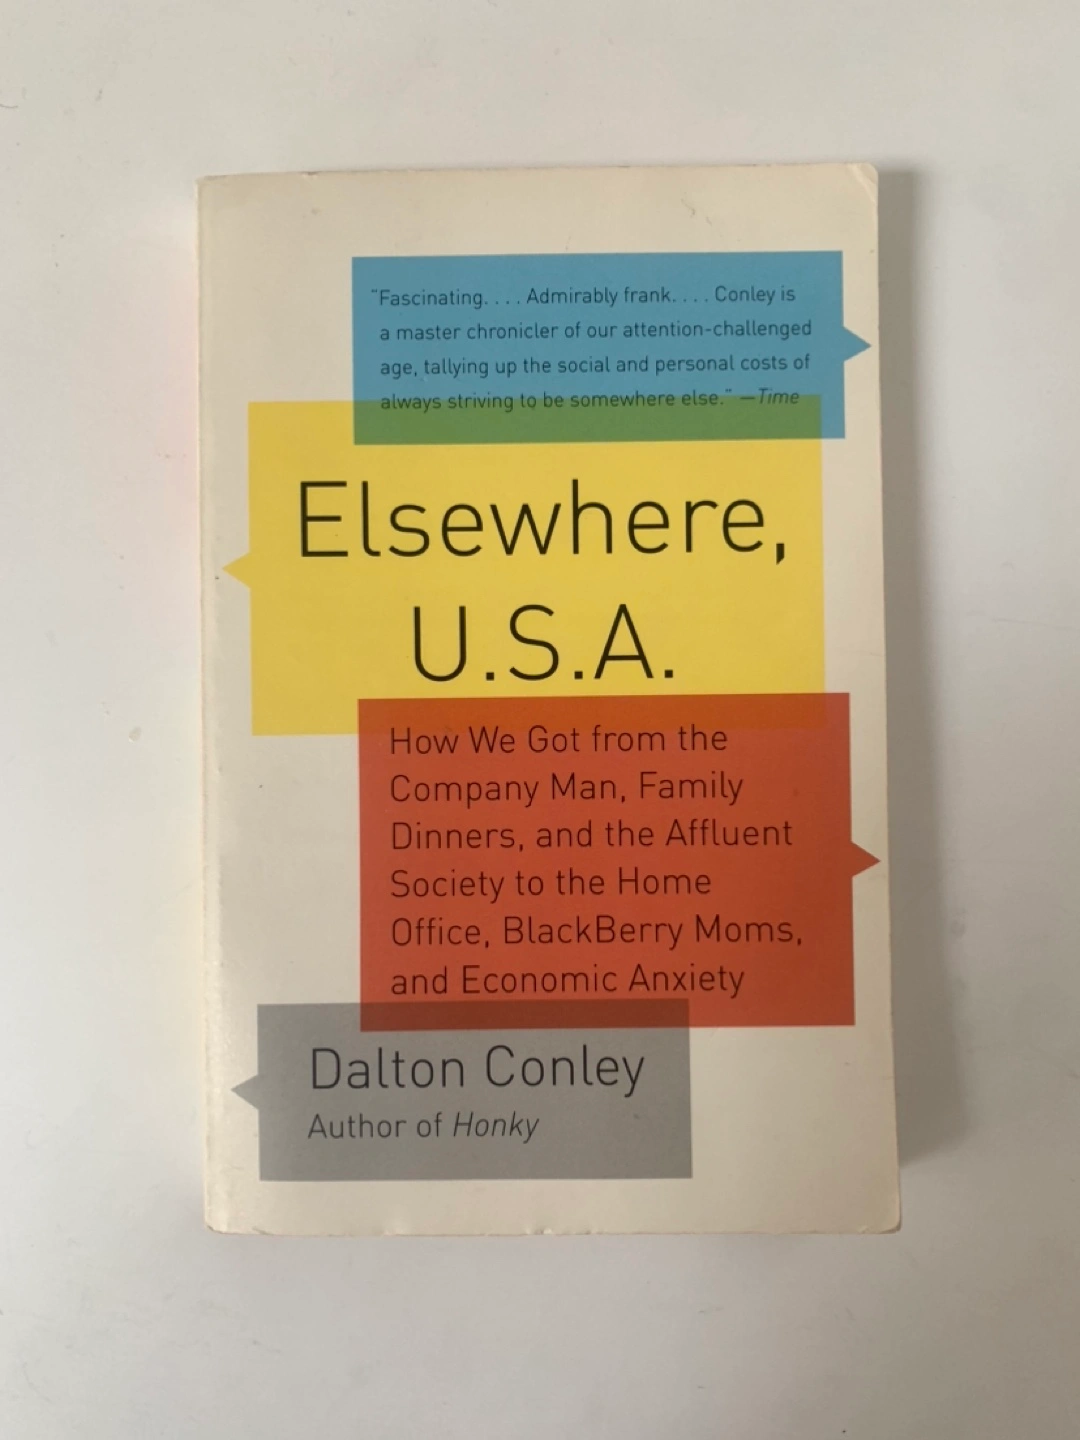 "Fascinating. . . . Admirably frank. . . . Conley is
a master chronicler of our attention-challenged
age, tallying up the social and personal costs of
always striving to be somewhere else." —Time
Elsewhere,
U.S.A.
How We Got from the
Company Man, Family
Dinners, and the Affluent
Society to the Home
Office, BlackBerry Moms,
and Economic Anxiety
Dalton Conley
Author of Honky